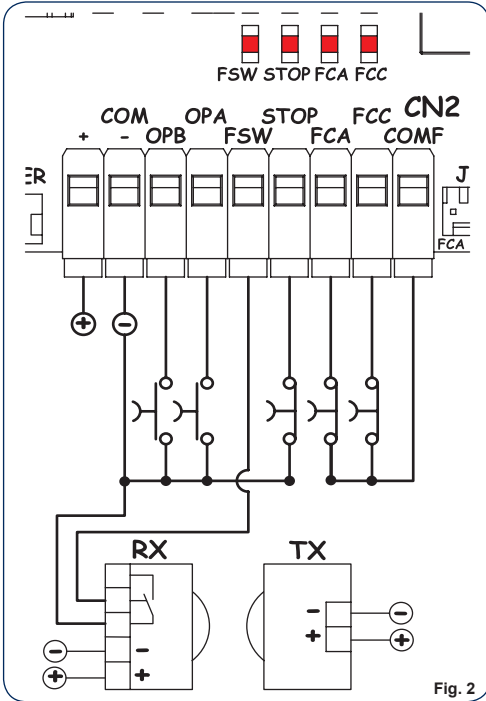 FSW STOP FCA FCC
COM OPA STOP FCC CN2
+ - OPB FSW FCA COMF
ER J
FCA
+ -
RX TX
- -
+ +
- -
+ +
Fig. 2